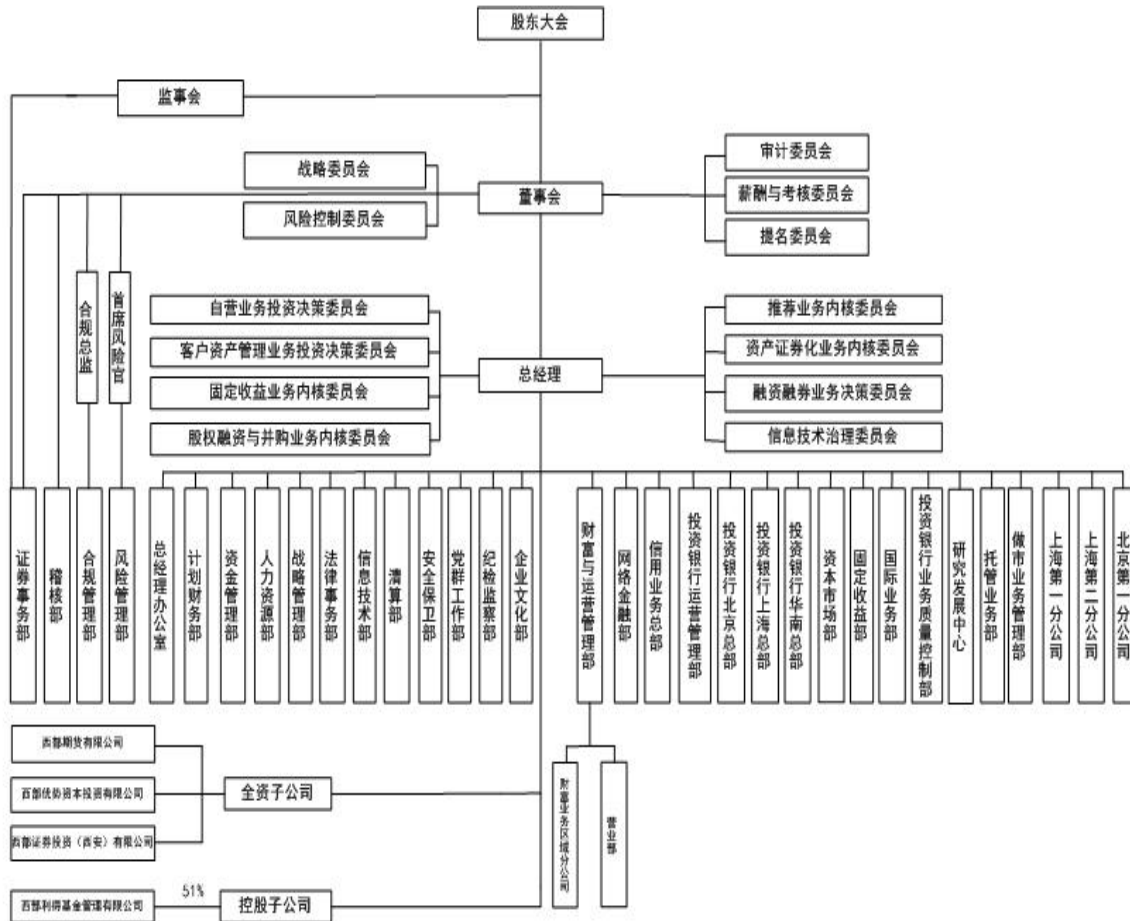 股东大会
监事会
战略委员会
审计委员会
董事会
薪酬与考核委员会
风险控制委员会
提名委员会
合规总监
首席风险官
自营业务投资决策委员会
推荐业务内核委员会
客户资产管理业务投资决策委员会
资产证券化业务内核委员会
总经理
固定收益业务内核委员会
融资融券业务决策委员会
股权融资与并购业务内核委员会
信息技术治理委员会
证券事务部
稽核部
合规管理部
风险管理部
总经理办公室
计划财务部
资金管理部
人力资源部
战略管理部
法律事务部
信息技术部
清算部
安全保卫部
党群工作部
纪检监察部
企业文化部
财富与运营管理部
网络金融部
信用业务总部
投资银行运营管理部
投资银行北京总部
投资银行上海总部
投资银行华南总部
资本市场部
固定收益部
国际业务部
投资银行业务质量控制部
研究发展中心
托管业务部
做市业务管理部
上海第一分公司
上海第二分公司
北京第一分公司
西部期货有限公司
西部优势资本投资有限公司
全资子公司
西部证券投资（西安）有限公司
财富业务区域分公司
营业部
西部利得基金管理有限公司
51%
控股子公司